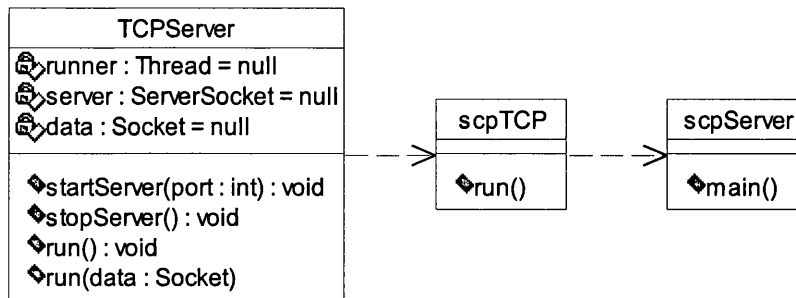 TCPServer
runner : Thread = null
server : ServerSocket = null
data : Socket = null
startServer(port : int) : void
stopServer() : void
run() : void
run(data : Socket)
scpTCP
run()
scpServer
main()